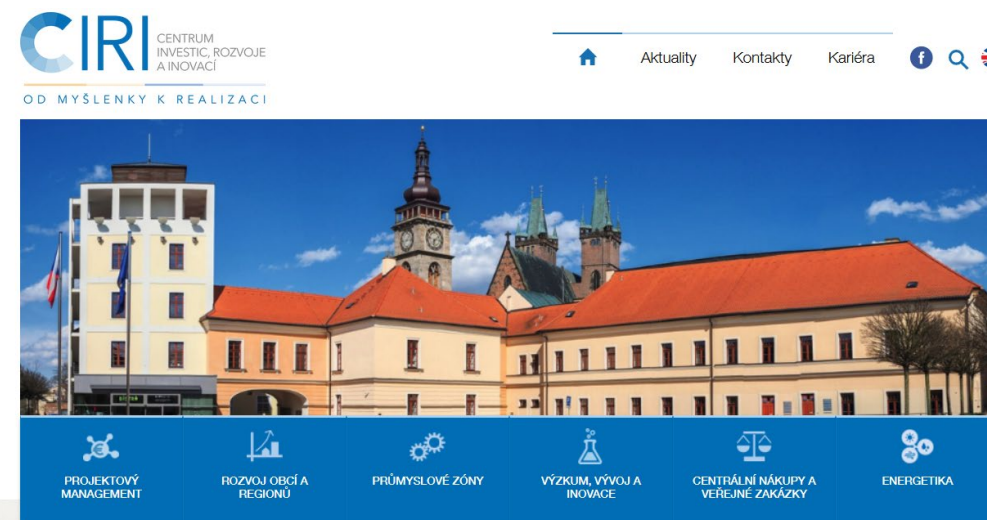 CIRI
CENTRUM
INVESTIC, ROZVOJE
A INOVACÍ
OD MYŠLENKY K REALIZACI
Aktuality Kontakty Kariéra
f
PROJEKTOVÝ
MANAGEMENT
ROZVOJ OBCÍ A
REGIONŮ
PRŮMYSLOVÉ ZÓNY
VÝZKUM, VÝVOJ A
INOVACE
CENTRÁLNÍ NÁKUPY A
VEŘEJNÉ ZAKÁZKY
ENERGETIKA